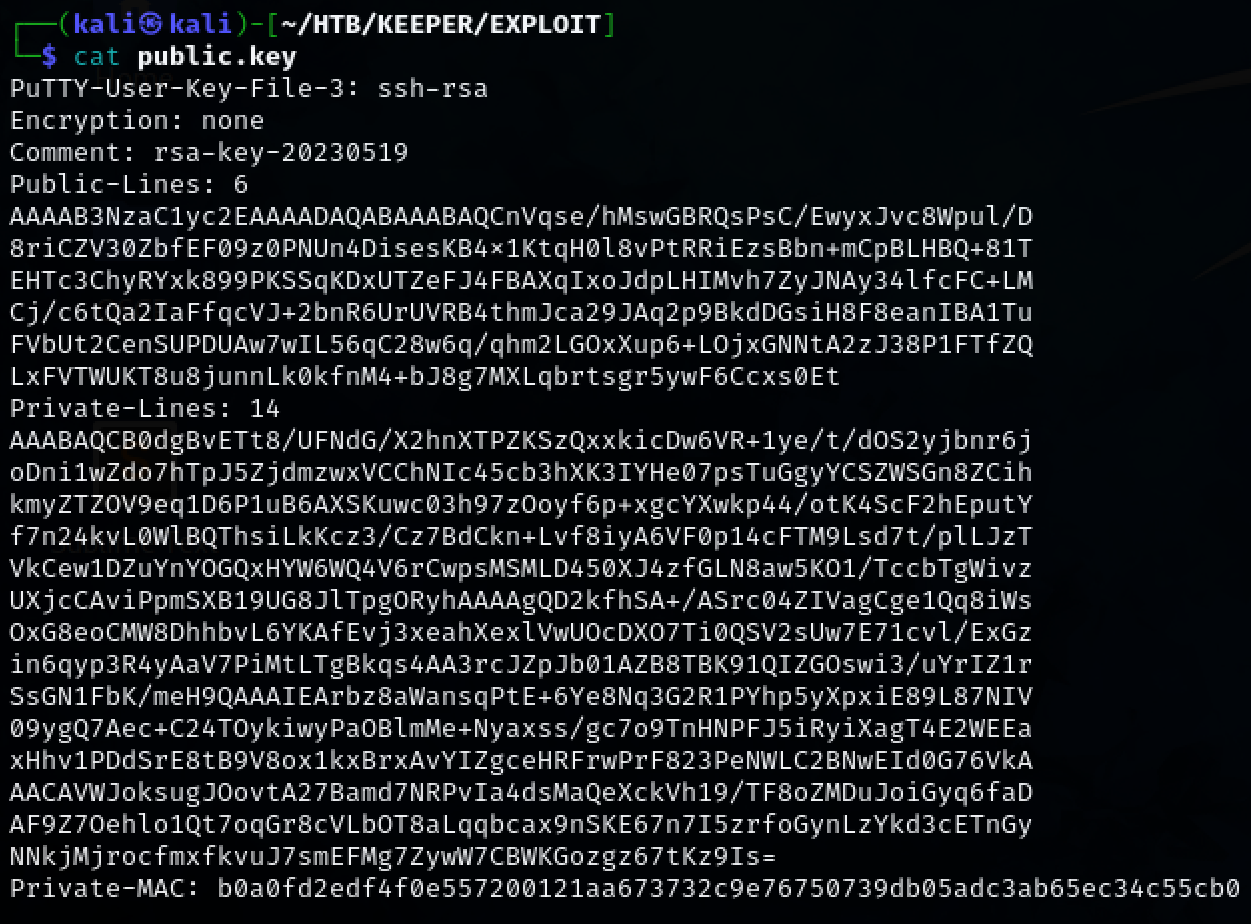 ┌──(kali㉿kali)-[~/HTB/KEEPER/EXPLOIT]
└─$ cat public.key
PuTTY-User-Key-File-3: ssh-rsa
Encryption: none
Comment: rsa-key-20230519
Public-Lines: 6
AAAAB3NzaC1yc2EAAAADAQABAAABAQCnVqse/hMswGBRQsPsC/EwyxJvc8Wpul/D
8riCZV30ZbfEF09z0PNUn4DisesKB4×1KtqH0l8vPtRRiEzsBbn+mCpBLHBQ+81T
EHTc3ChyRYxk899PKSSqKDxUTZeFJ4FBAXqIxoJdpLHIMvh7ZyJNAy34lfcFC+LM
Cj/c6tQa2IaFfqcVJ+2bnR6UrUVRB4thmJca29JAq2p9BkdDGsiH8F8eanIBA1Tu
FVbUt2CenSUPDUAw7wIL56qC28w6q/qhm2LGOxXup6+LOjxGNNtA2zJ38P1FTfZQ
LxFVTWUKT8u8junnLk0kfnM4+bJ8g7MXLqbrtsgr5ywF6Ccxs0Et
Private-Lines: 14
AAABAQCB0dgBvETt8/UFNdG/X2hnXTPZKSzQxxkicDw6VR+1ye/t/dOS2yjbnr6j
oDni1wZdo7hTpJ5ZjdmzwxVCChNIc45cb3hXK3IYHe07psTuGgyYCSZWSGn8ZCih
kmyZTZOV9eq1D6P1uB6AXSKuwc03h97zOoyf6p+xgcYXwkp44/otK4ScF2hEputY
f7n24kvL0WlBQThsiLkKcz3/Cz7BdCkn+Lvf8iyA6VF0p14cFTM9Lsd7t/plLJzT
VkCew1DZuYnYOGQxHYW6WQ4V6rCwpsMSMLD450XJ4zfGLN8aw5KO1/TccbTgWivz
UXjcCAviPpmSXB19UG8JlTpgORyhAAAAgQD2kfhSA+/ASrc04ZIVagCge1Qq8iWs
OxG8eoCMW8DhhbvL6YKAfEvj3xeahXexlVwUOcDXO7Ti0QSV2sUw7E71cvl/ExGz
in6qyp3R4yAaV7PiMtLTgBkqs4AA3rcJZpJb01AZB8TBK91QIZGOswi3/uYrIZ1r
SsGN1FbK/meH9QAAAIEArbz8aWansqPtE+6Ye8Nq3G2R1PYhp5yXpxiE89L87NIV
09ygQ7Aec+C24TOykiwyPaOBlmMe+Nyaxss/gc7o9TnHNPFJ5iRyiXagT4E2WEEa
xHhv1PDdSrE8tB9V8ox1kxBrxAvYIZgceHRFrwPrF823PeNWLC2BNwEId0G76VkA
AACAVWJoksugJOovtA27Bamd7NRPvIa4dsMaQeXckVh19/TF8oZMDuJoiGyq6faD
AF9Z7Oehlo1Qt7oqGr8cVLbOT8aLqqbcax9nSKE67n7I5zrfoGynLzYkd3cETnGy
NNkjMjrocfmxfkvuJ7smEFMg7ZywW7CBWKGozgz67tKz9Is=
Private-MAC: b0a0fd2edf4f0e557200121aa673732c9e76750739db05adc3ab65ec34c55cb0